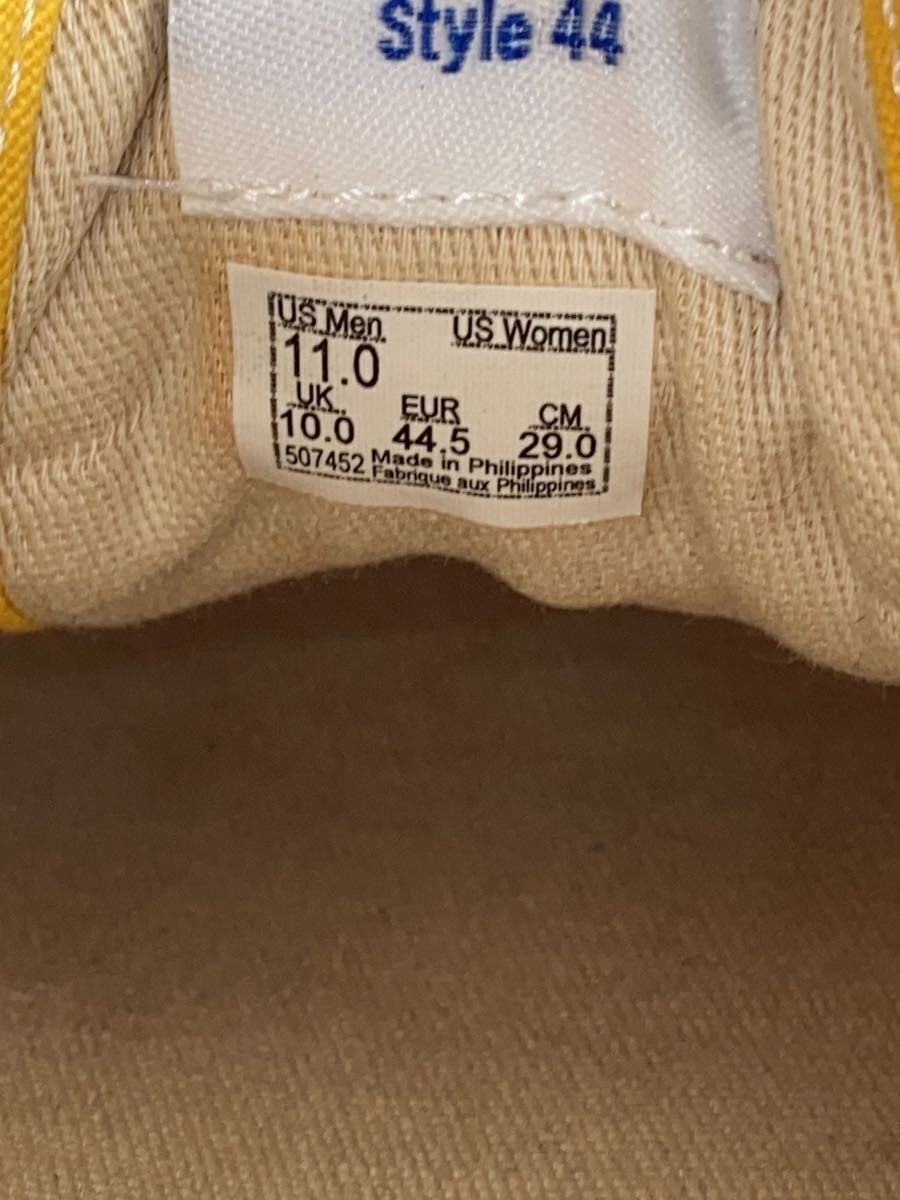 Style 44
US Men US Women
11.0
UK EUR CM
10.0 44.5 29.0
507452 Made in Philippines
Fabrique aux Philippines